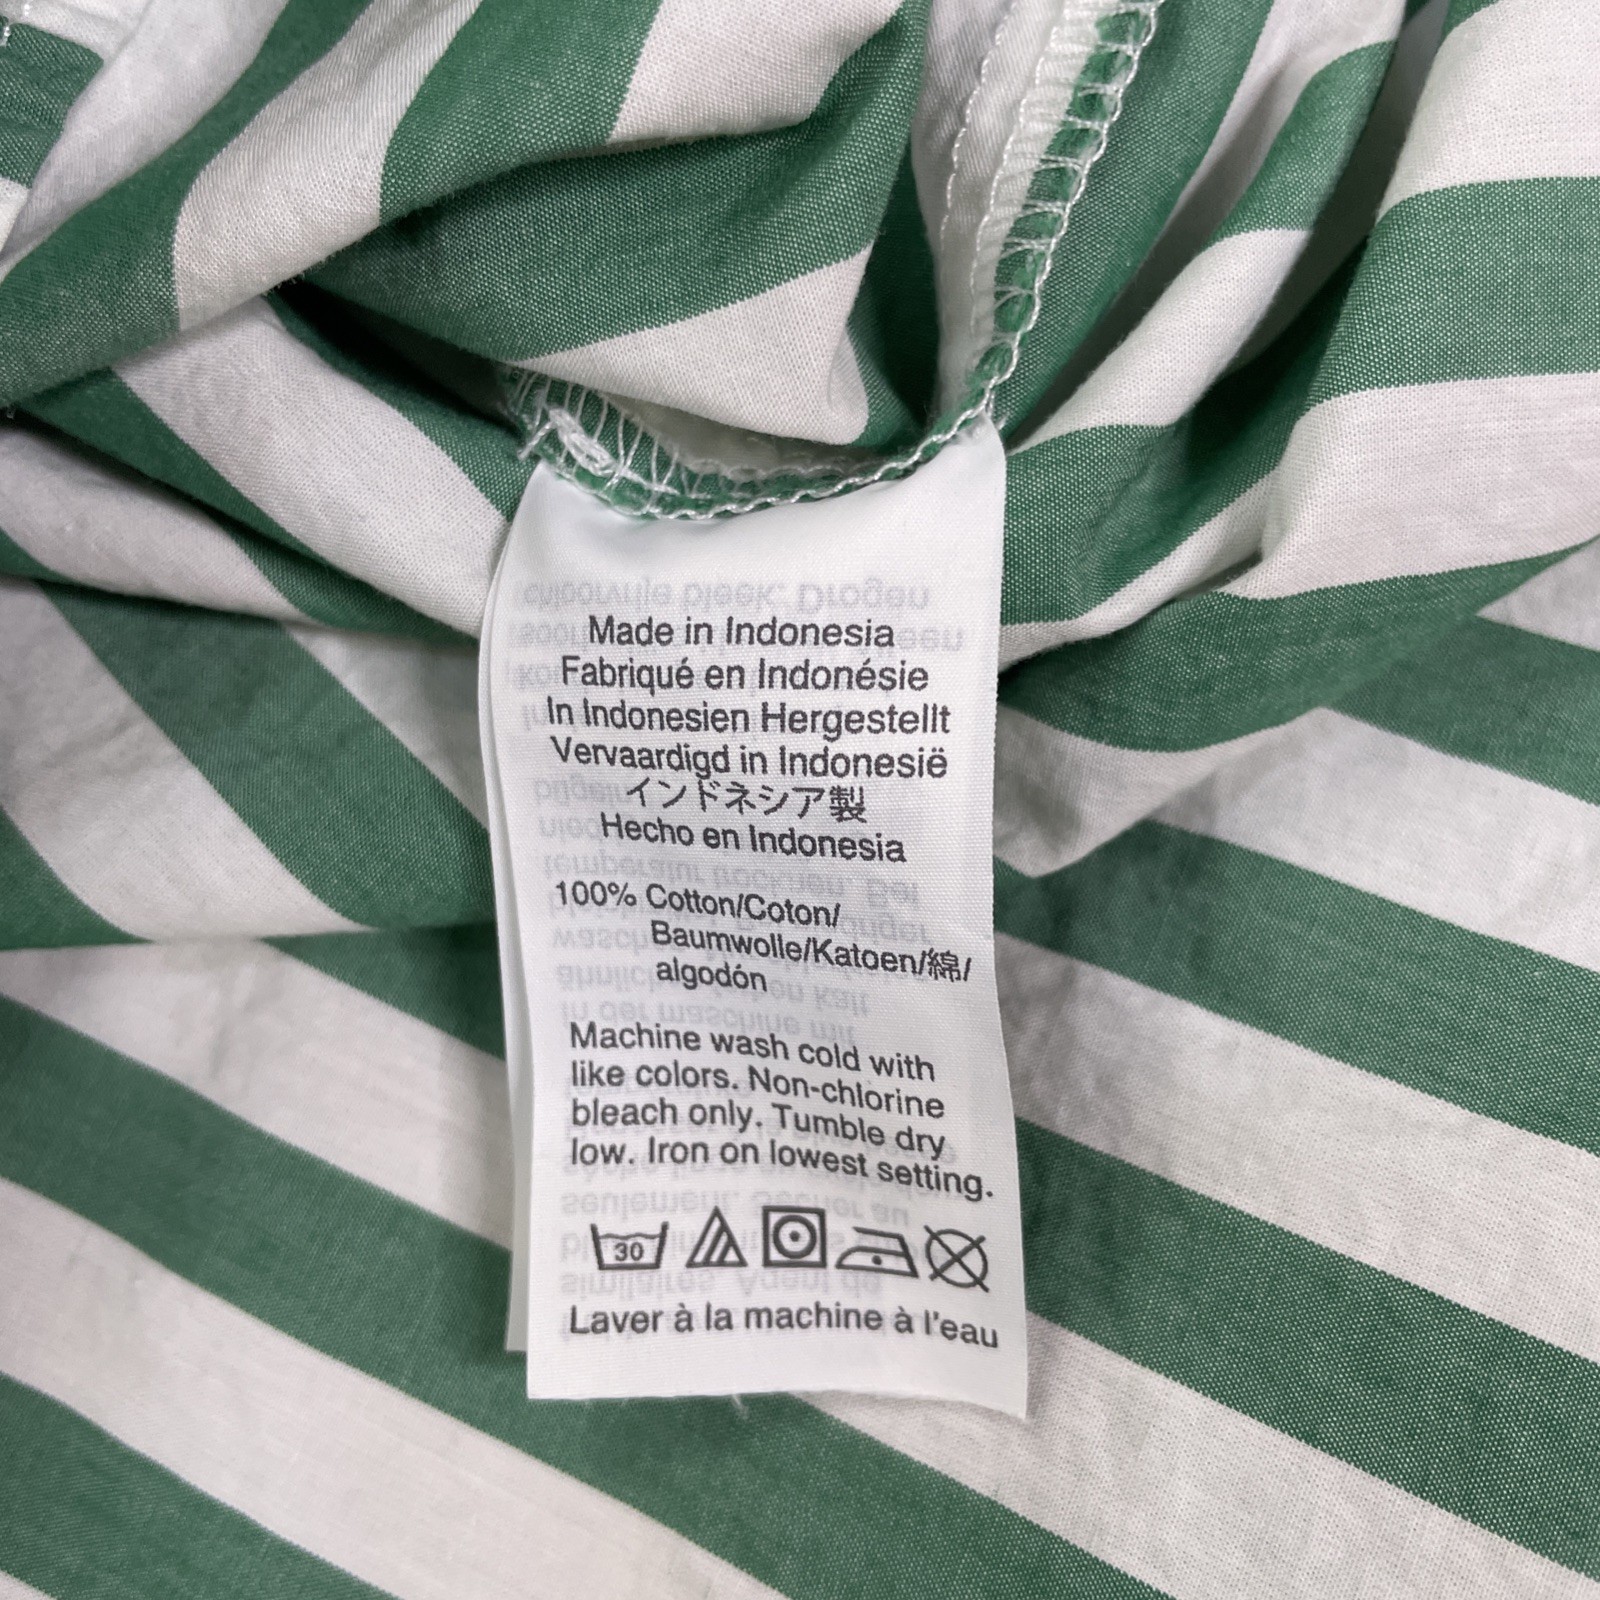 Made in Indonesia
Fabriqué en Indonésie
In Indonesien Hergestellt
Vervaardigd in Indonesië
インドネシア製
Hecho en Indonesia
100% Cotton/Coton/
Baumwolle/Katoen/綿/
algodón
Machine wash cold with
like colors. Non-chlorine
bleach only. Tumble dry
low. Iron on lowest setting.
30
Laver à la machine à l'eau